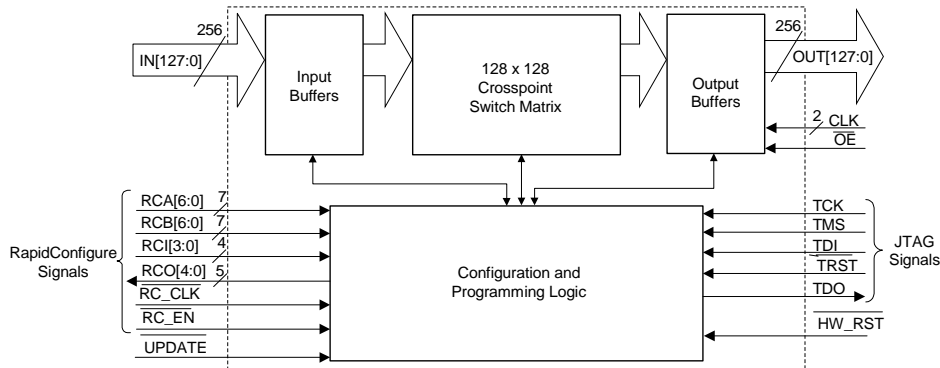 256
IN[127:0]
Input
Buffers
128 x 128
Crosspoint
Switch Matrix
Output
Buffers
256
OUT[127:0]
2
CLK
OE
RapidConfigure
Signals
RCA[6:0]
7
RCB[6:0]
7
RCI[3:0]
4
RCO[4:0]
5
RC_CLK
RC_EN
UPDATE
Configuration and
Programming Logic
TCK
TMS
TDI
TRST
TDO
HW_RST
JTAG
Signals